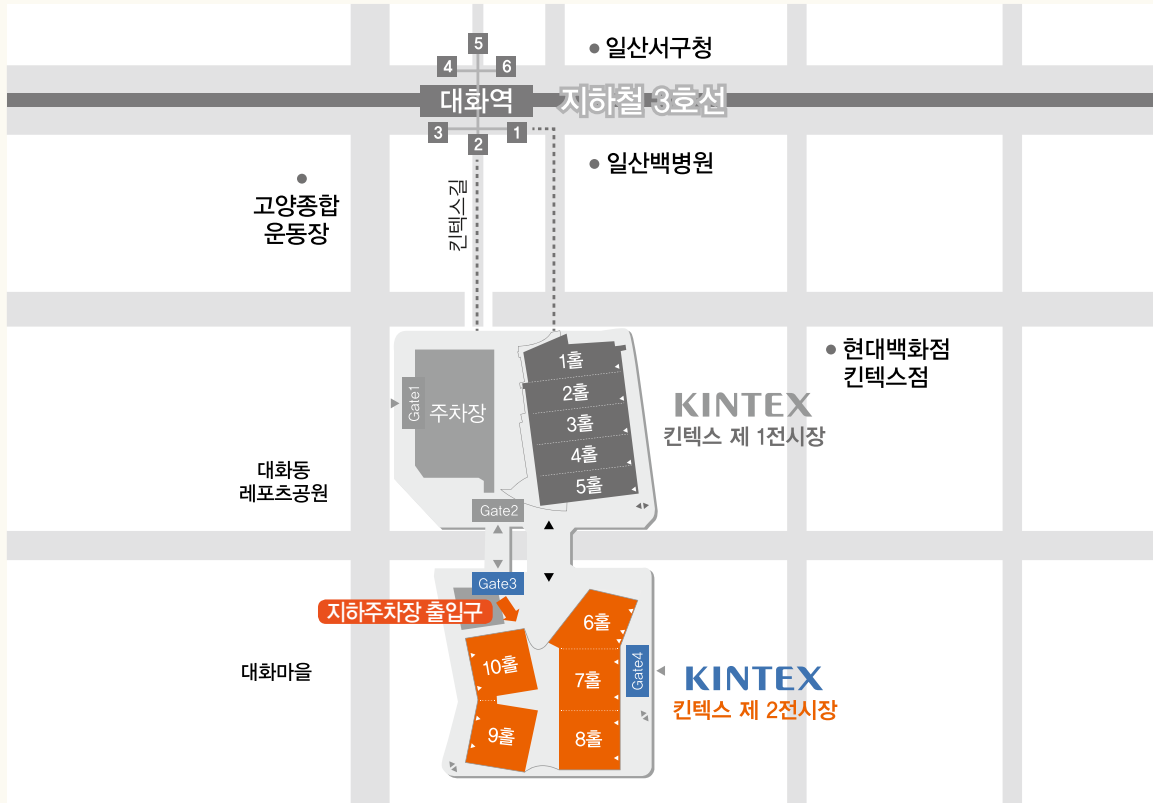 5
일산서구청
4
6
대화역
지하철 3호선
3
1
2
일산백병원
고양종합
운동장
킨텍스길
현대백화점
킨텍스점
1홀
Gate1
주차장
2홀
KINTEX
3홀
킨텍스 제 1전시장
4홀
대화동
레포츠공원
5홀
Gate2
Gate3
지하주차장 출입구
6홀
10홀
Gate4
대화마을
7홀
KINTEX
킨텍스 제 2전시장
9홀
8홀